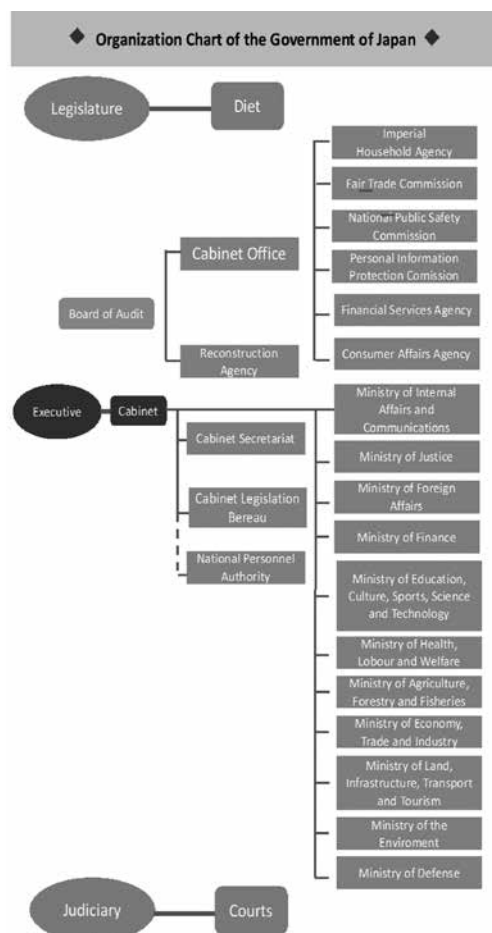 Organization Chart of the Government of Japan
Legislature
Diet
Imperial
Household Agency
Fair Trade Commission
National Public Safety
Commission
Cabinet Office
Personal Information
Protection Comission
Board of Audit
Financial Services Agency
Reconstruction
Agency
Consumer Affairs Agency
Executive
Cabinet
Ministry of Internal
Affairs and
Communications
Cabinet Secretariat
Ministry of Justice
Cabinet Legislation
Bereau
Ministry of Foreign
Affairs
Ministry of Finance
National Personnel
Authority
Ministry of Education,
Culture, Sports, Science
and Technology
Ministry of Health,
Lobour and Welfare
Ministry of Agriculture,
Forestry and Fisheries
Ministry of Economy,
Trade and Industry
Ministry of Land,
Infrastructure, Transport
and Tourism
Ministry of the
Enviroment
Ministry of Defense
Judiciary
Courts